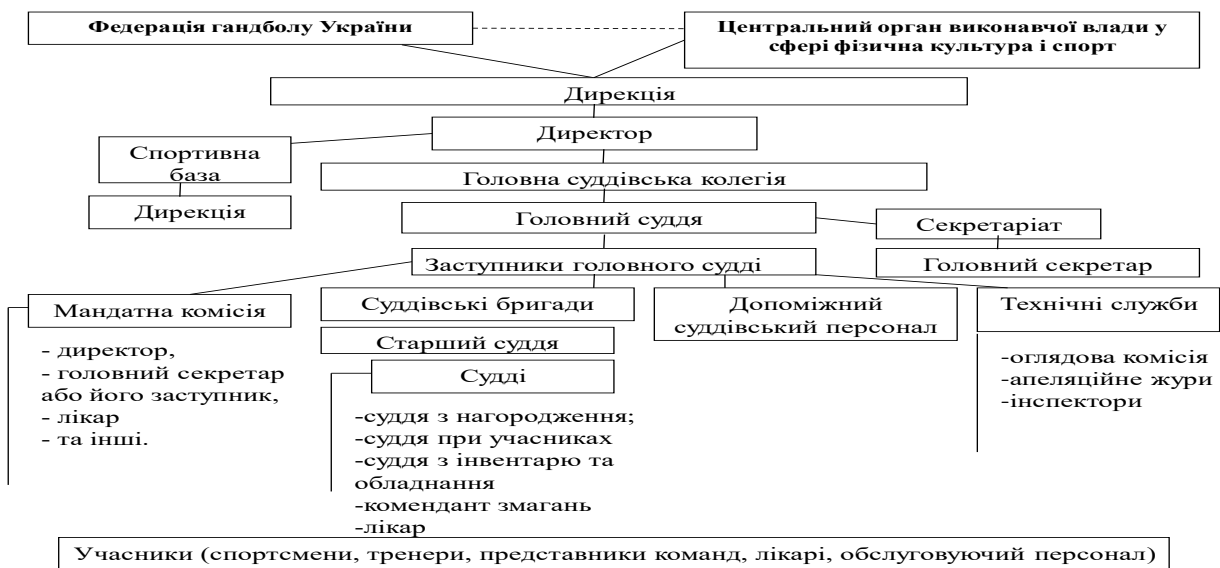 Федерація гандболу України
Центральний орган виконавчої влади у
сфері фізична культура і спорт
Дирекція
Директор
Спортивна
база
Головна суддівська колегія
Дирекція
Головний суддя
Секретаріат
Заступники головного судді
Головний секретар
Мандатна комісія
Суддівські бригади
Допоміжний
суддівський персонал
Технічні служби
Старший суддя
Судді
- директор,
- головний секретар
або його заступник,
- лікар
- та інші.
-суддя з нагородження;
-суддя при учасниках
-суддя з інвентарю та
обладнання
-комендант змагань
-лікар
-оглядова комісія
-апеляційне жури
-інспектори
Учасники (спортсмени, тренери, представники команд, лікарі, обслуговуючий персонал)